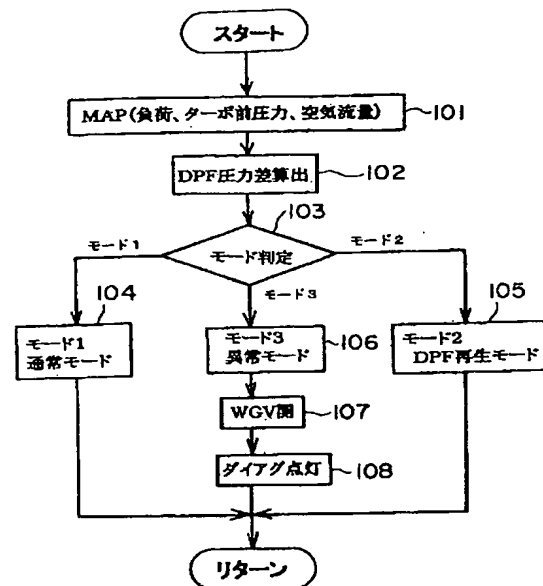 スタート
MAP(負荷、ターボ前圧力、空気流量)
101
DPF圧力差算出
102
103
モード1
モード判定
モード2
モード3
104
モード1
通常モード
モード3
異常モード
106
105
モード2
DPF再生モード
WGV開
107
ダイアグ点灯
108
リターン